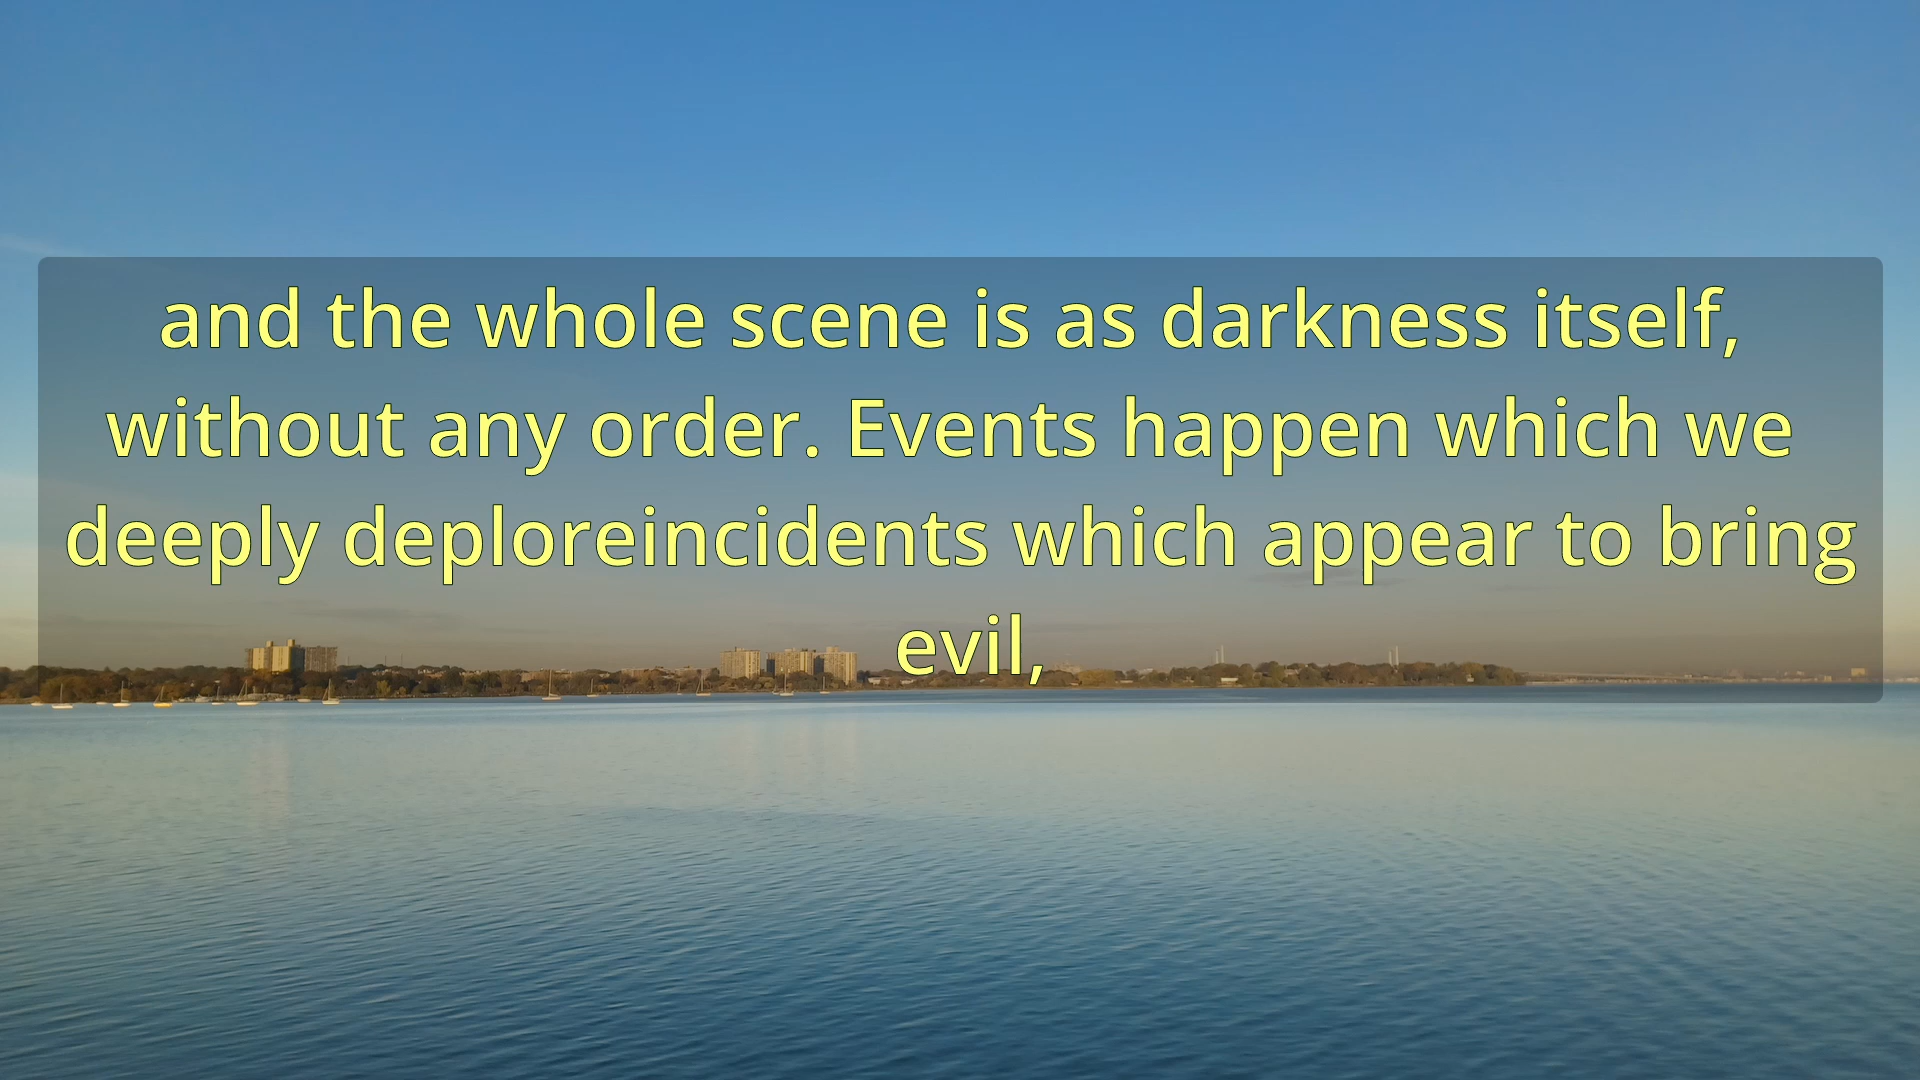 and the whole scene is as darkness itself,
without any order. Events happen which we
deeply deploreincidents which appear to bring
evil,